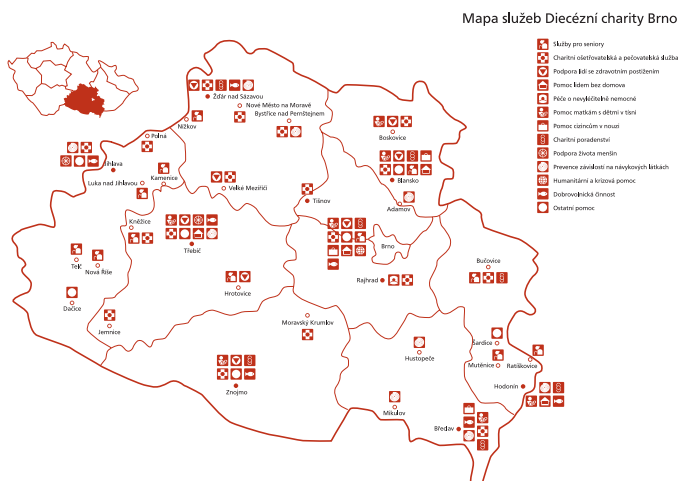 Mapa služeb Diecézní charity Brno
Služby pro seniory
Charitní ošetřovatelská a pečovatelská služba
Podpora lidí se zdravotním postižením
Pomoc lidem bez domova
Péče o nevyléčitelně nemocné
Pomoc matkám s dětmi v tísni
Pomoc cizincům v nouzi
Charitní poradenství
Podpora života menšin
Prevence závislosti na návykových látkách
Humanitární a krizová pomoc
Dobrovolnická činnost
Ostatní pomoc
Žďár nad Sázavou
Nové Město na Moravě
Bystřice nad Pernštejnem
Nížkov
Polná
Boskovice
Jihlava
Kamenice
Luka nad Jihlavou
Velké Meziříčí
Blansko
Tišnov
Adamov
Kněžice
Třebíč
Brno
Telč
Nová Říše
Bučovice
Rajhrad
Hrotovice
Dačice
Jemnice
Moravský Krumlov
Šardice
Hustopeče
Mutěnice
Ratíškovice
Hodonín
Znojmo
Mikulov
Břeclav